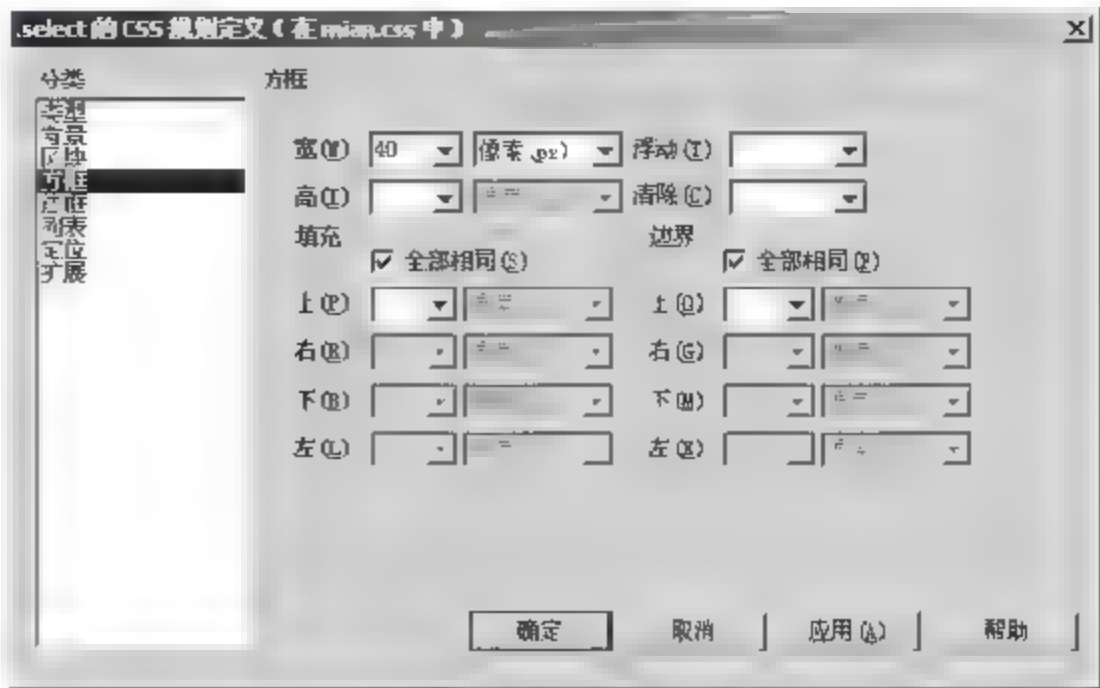 .select 的 CSS 规则定义 ( 在 mian.css 中 )
分类
方框
类型
背景
区块
方框
边框
列表
定位
扩展
宽(W) 40 像素(px) 浮动(T)
高(I) 清除(C)
填充 边界
全部相同(S) 全部相同(F)
上(P) 上(O)
右(R) 右(G)
下(B) 下(M)
左(L) 左(E)
确定 取消 应用(A) 帮助